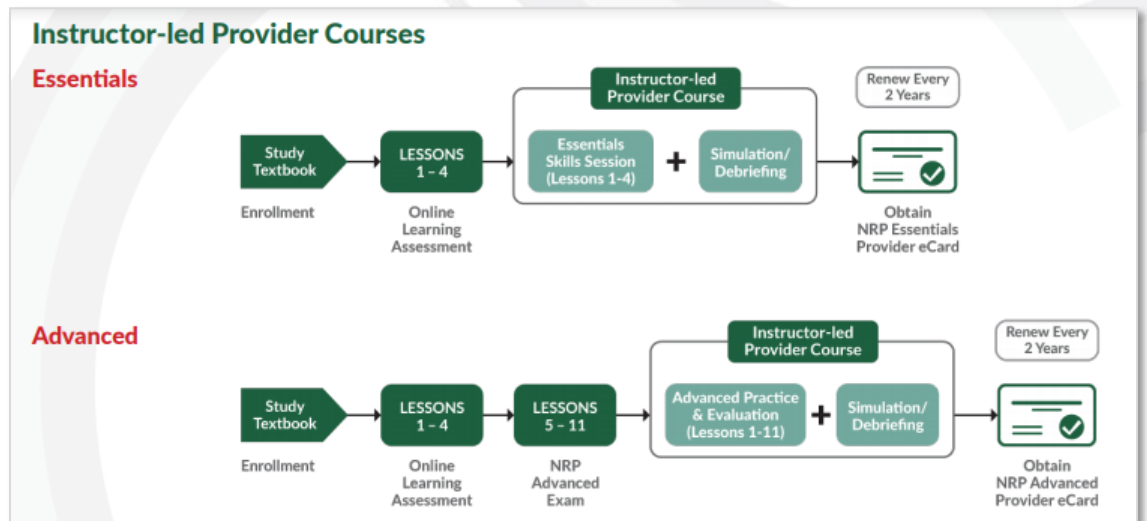 Instructor-led Provider Courses
Essentials
Instructor-led
Provider Course
Renew Every
2 Years
Study
Textbook
LESSONS
1 – 4
Essentials
Skills Session
(Lessons 1-4)
+
Simulation/
Debriefing
Enrollment
Online
Learning
Assessment
Obtain
NRP Essentials
Provider eCard
Advanced
Instructor-led
Provider Course
Renew Every
2 Years
Study
Textbook
LESSONS
1 – 4
LESSONS
5 – 11
Advanced Practice
& Evaluation
(Lessons 1-11)
+
Simulation/
Debriefing
Enrollment
Online
Learning
Assessment
NRP
Advanced
Exam
Obtain
NRP Advanced
Provider eCard